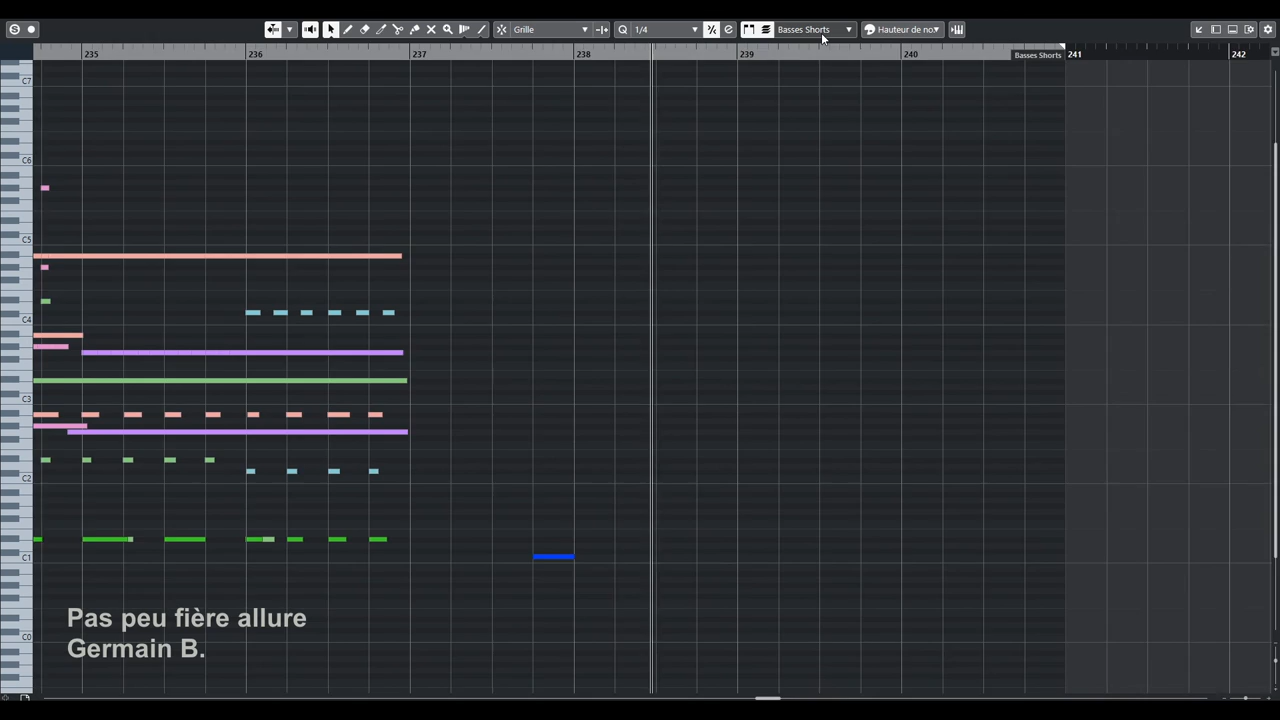 Grille 1/4 Basses Shorts Hauteur de no
235 236 237 239 240 Basses Shorts 241 242
C7
C6
C5
C4
C3
C2
C1
C0
Pas peu fière allure
Germain B.